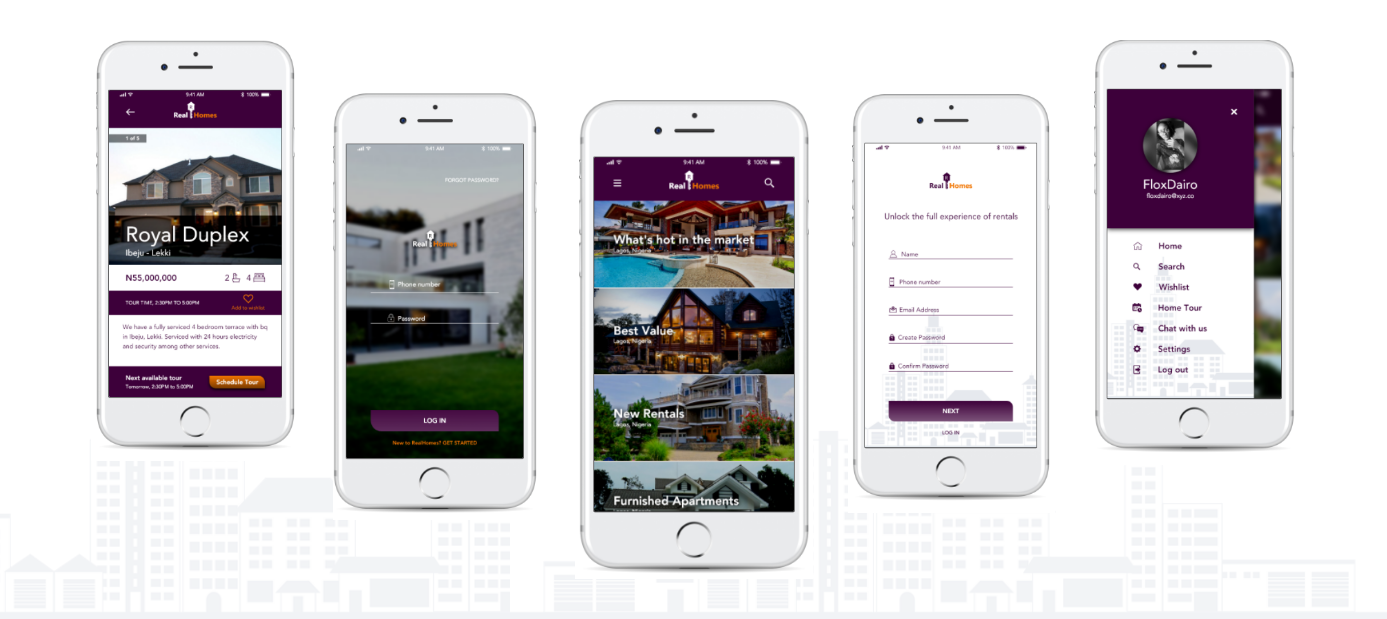 9:41 AM
100%
Real Homes
1 of 5
Royal Duplex
Ibeju - Lekki
N55,000,000
2
4
TOUR TIME, 2:30PM TO 5:00PM
Add to wishlist
We have a fully serviced 4 bedroom terrace with bq
in Ibeju, Lekki. Serviced with 24 hours electricity
and security among other services.
Next available tour
Tomorrow, 2:30PM to 5:00PM
Schedule Tour
9:41 AM
100%
FORGOT PASSWORD?
Real Homes
Phone number
Password
LOG IN
New to RealHomes? GET STARTED
9:41 AM
100%
Real Homes
What's hot in the market
Lagos, Nigeria
Best Value
Lagos, Nigeria
New Rentals
Lagos, Nigeria
Furnished Apartments
9:41 AM
100%
Real Homes
Unlock the full experience of rentals
Name
Phone number
Email Address
Create Password
Confirm Password
NEXT
LOG IN
FloxDairo
floxdairo@xyz.co
Home
Search
Wishlist
Home Tour
Chat with us
Settings
Log out